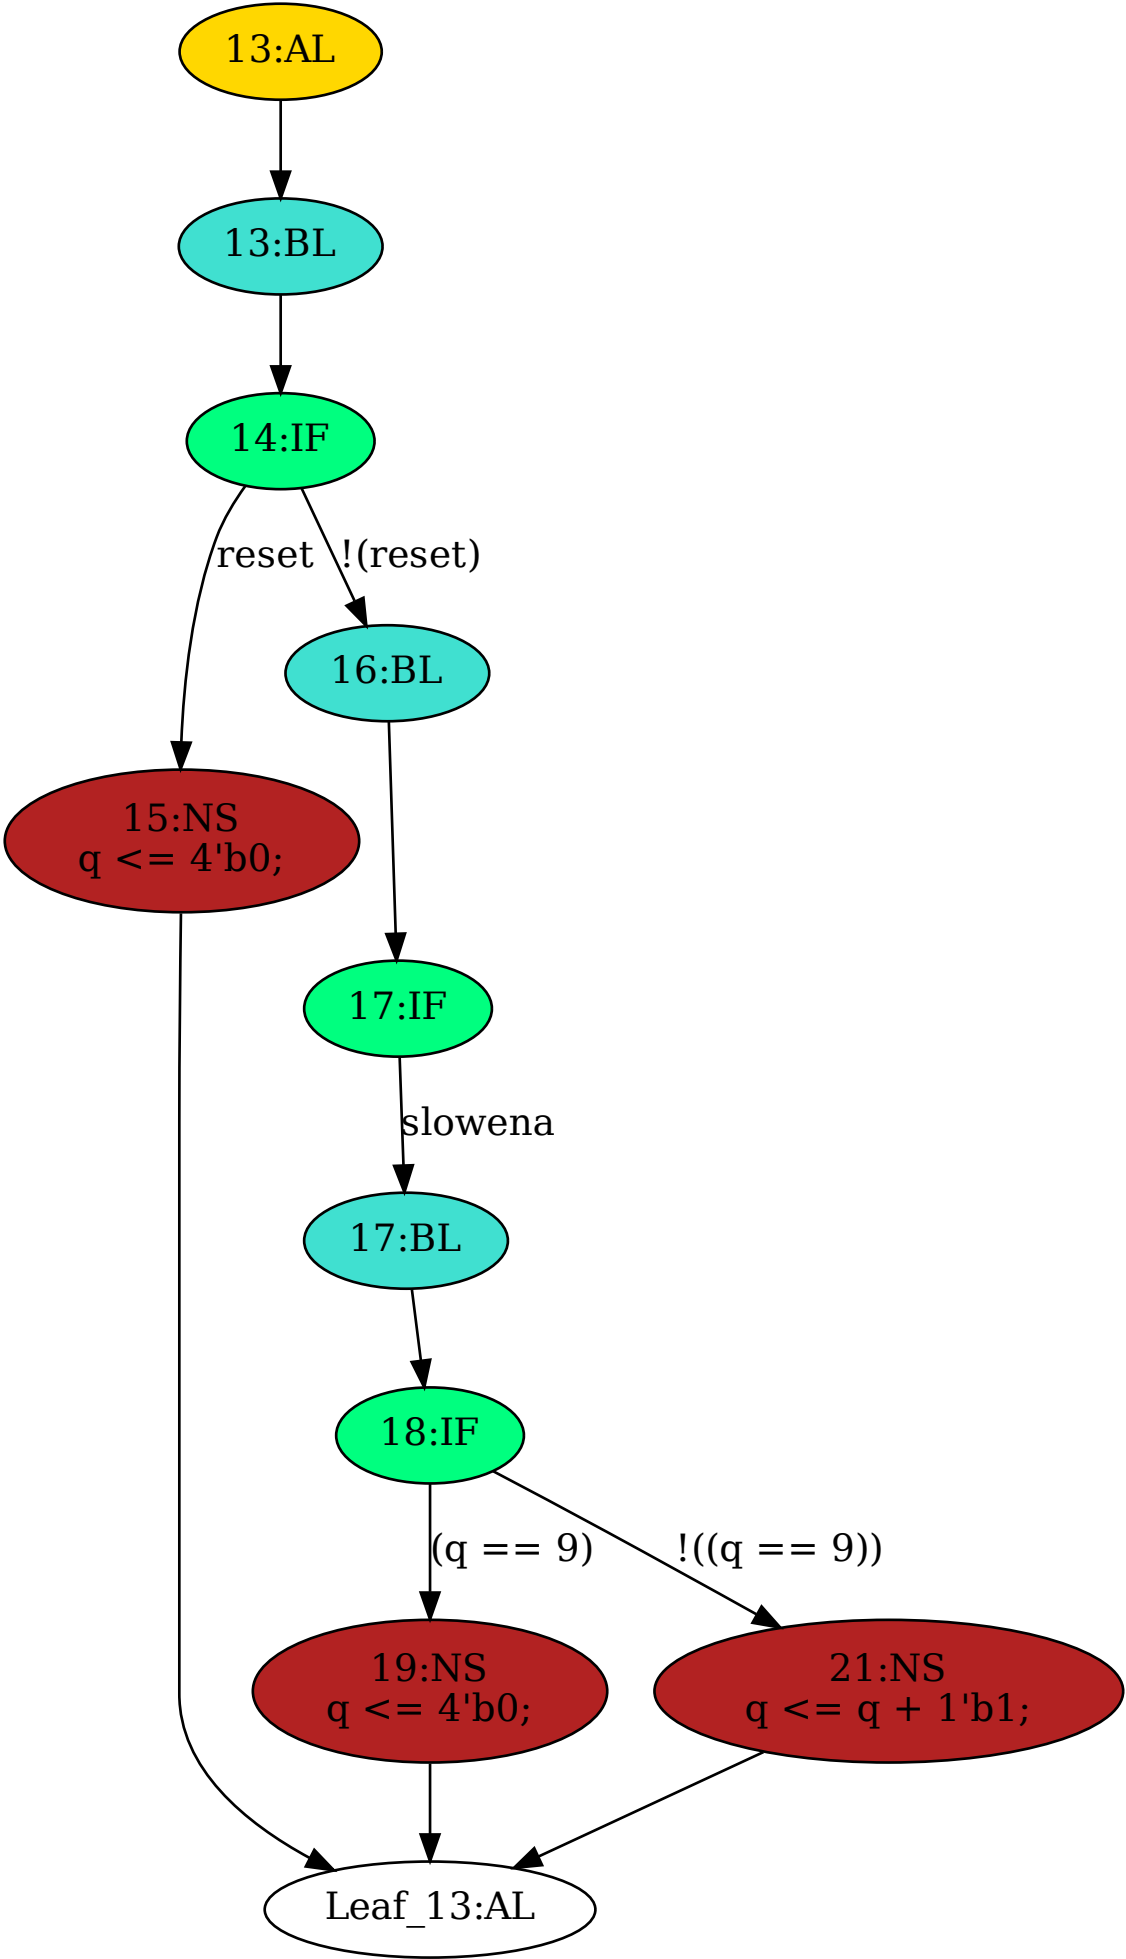 13:AL
13:BL
14:IF
reset
!(reset)
16:BL
15:NS
q <= 4'b0;
17:IF
slowena
17:BL
18:IF
(q == 9)
!((q == 9))
19:NS
q <= 4'b0;
21:NS
q <= q + 1'b1;
Leaf_13:AL